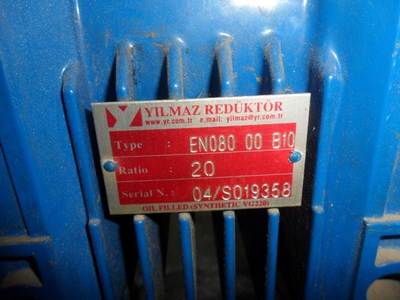 YILMAZ REDÜKTÖR
www.yr.com.tr e.mail: yilmaz@yr.com.tr
Type : EN080 00 B10
Ratio : 20
Serial N. : 04/S019358
OIL FILLED (SYNTHETIC VG220)